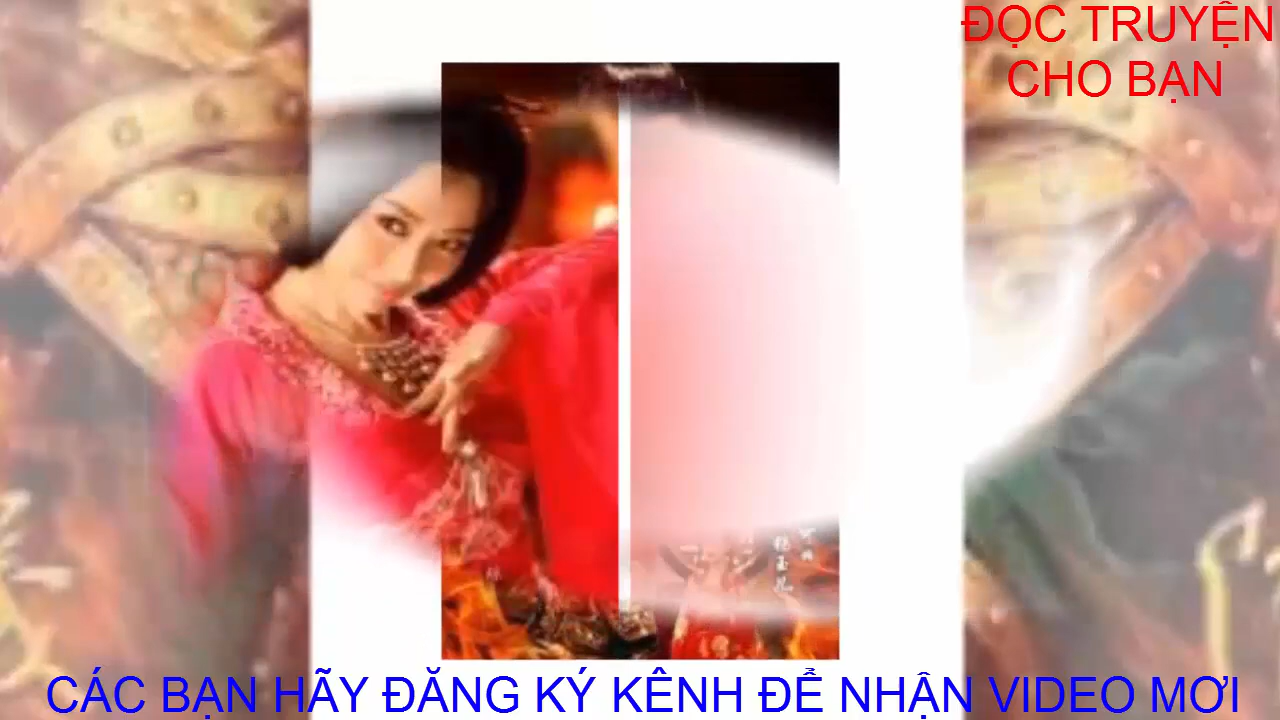 ĐỌC TRUYỆN
CHO BẠN
CÁC BẠN HÃY ĐĂNG KÝ KÊNH ĐỂ NHẬN VIDEO MƠI